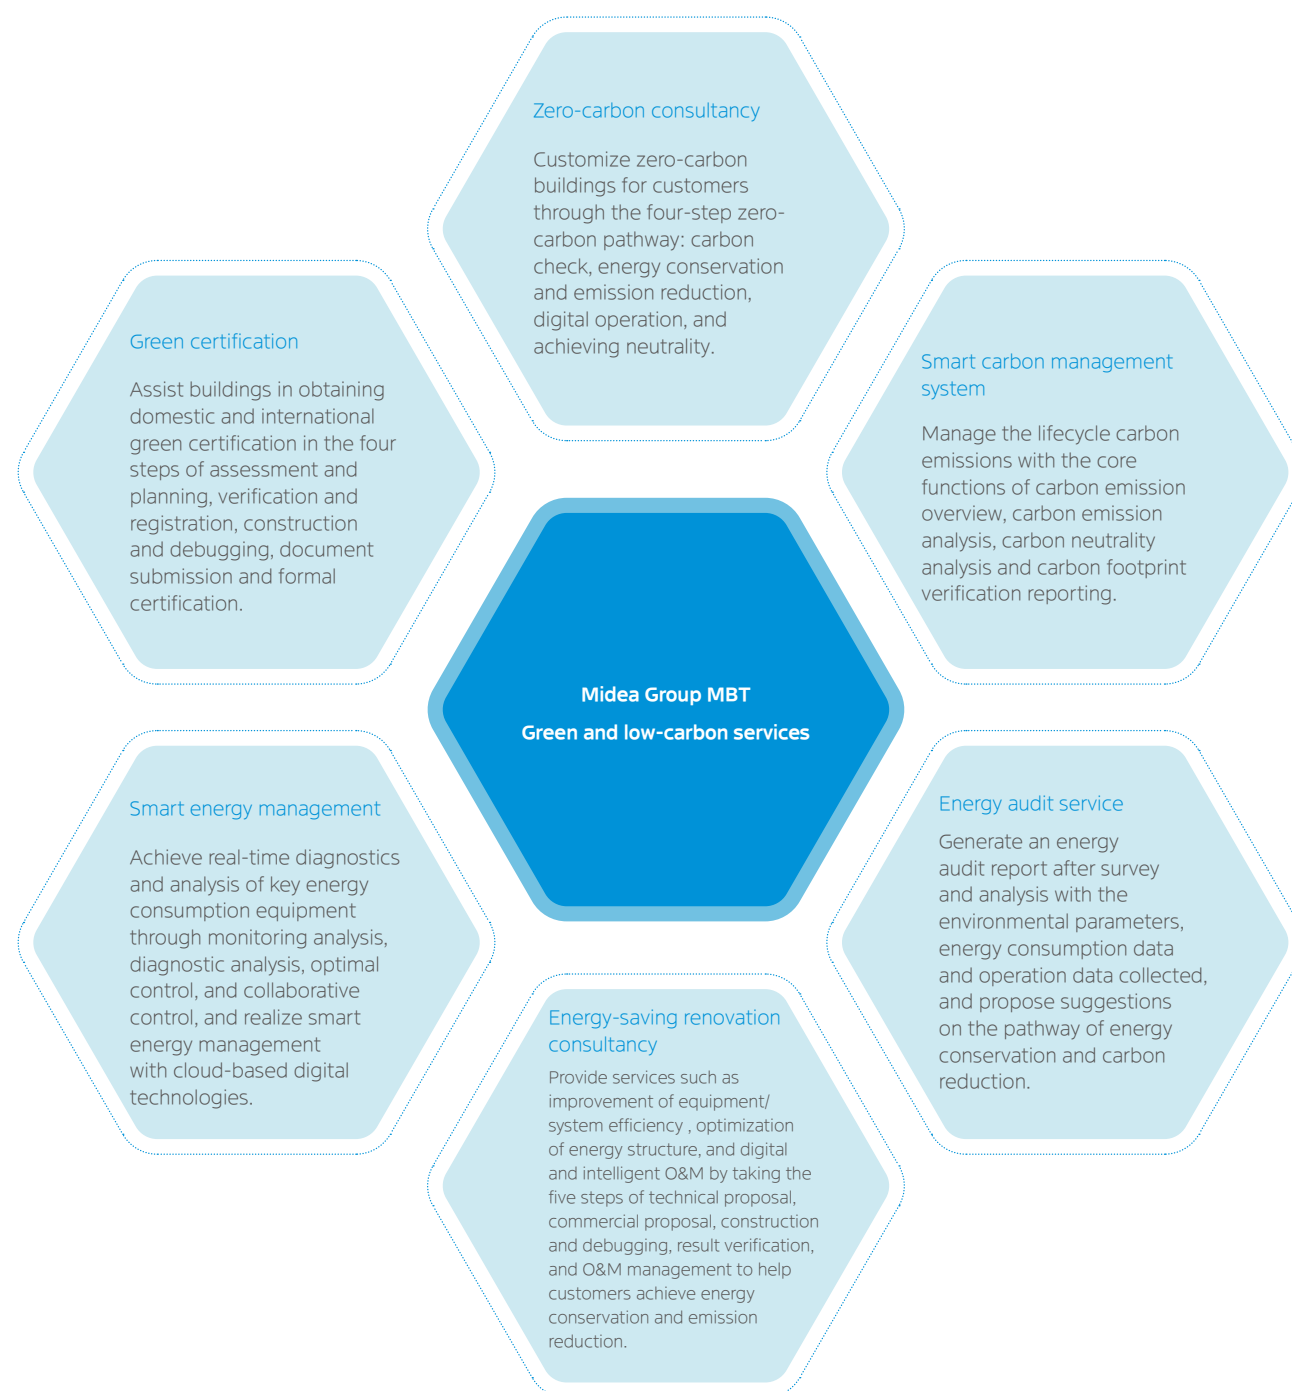 Zero-carbon consultancy
Customize zero-carbon
buildings for customers
through the four-step zero-
carbon pathway: carbon
check, energy conservation
and emission reduction,
digital operation, and
achieving neutrality.
Green certification
Assist buildings in obtaining
domestic and international
green certification in the four
steps of assessment and
planning, verification and
registration, construction
and debugging, document
submission and formal
certification.
Smart carbon management
system
Manage the lifecycle carbon
emissions with the core
functions of carbon emission
overview, carbon emission
analysis, carbon neutrality
analysis and carbon footprint
verification reporting.
Midea Group MBT
Green and low-carbon services
Smart energy management
Achieve real-time diagnostics
and analysis of key energy
consumption equipment
through monitoring analysis,
diagnostic analysis, optimal
control, and collaborative
control, and realize smart
energy management
with cloud-based digital
technologies.
Energy audit service
Generate an energy
audit report after survey
and analysis with the
environmental parameters,
energy consumption data
and operation data collected,
and propose suggestions
on the pathway of energy
conservation and carbon
reduction.
Energy-saving renovation
consultancy
Provide services such as
improvement of equipment/
system efficiency , optimization
of energy structure, and digital
and intelligent O&M by taking the
five steps of technical proposal,
commercial proposal, construction
and debugging, result verification,
and O&M management to help
customers achieve energy
conservation and emission
reduction.